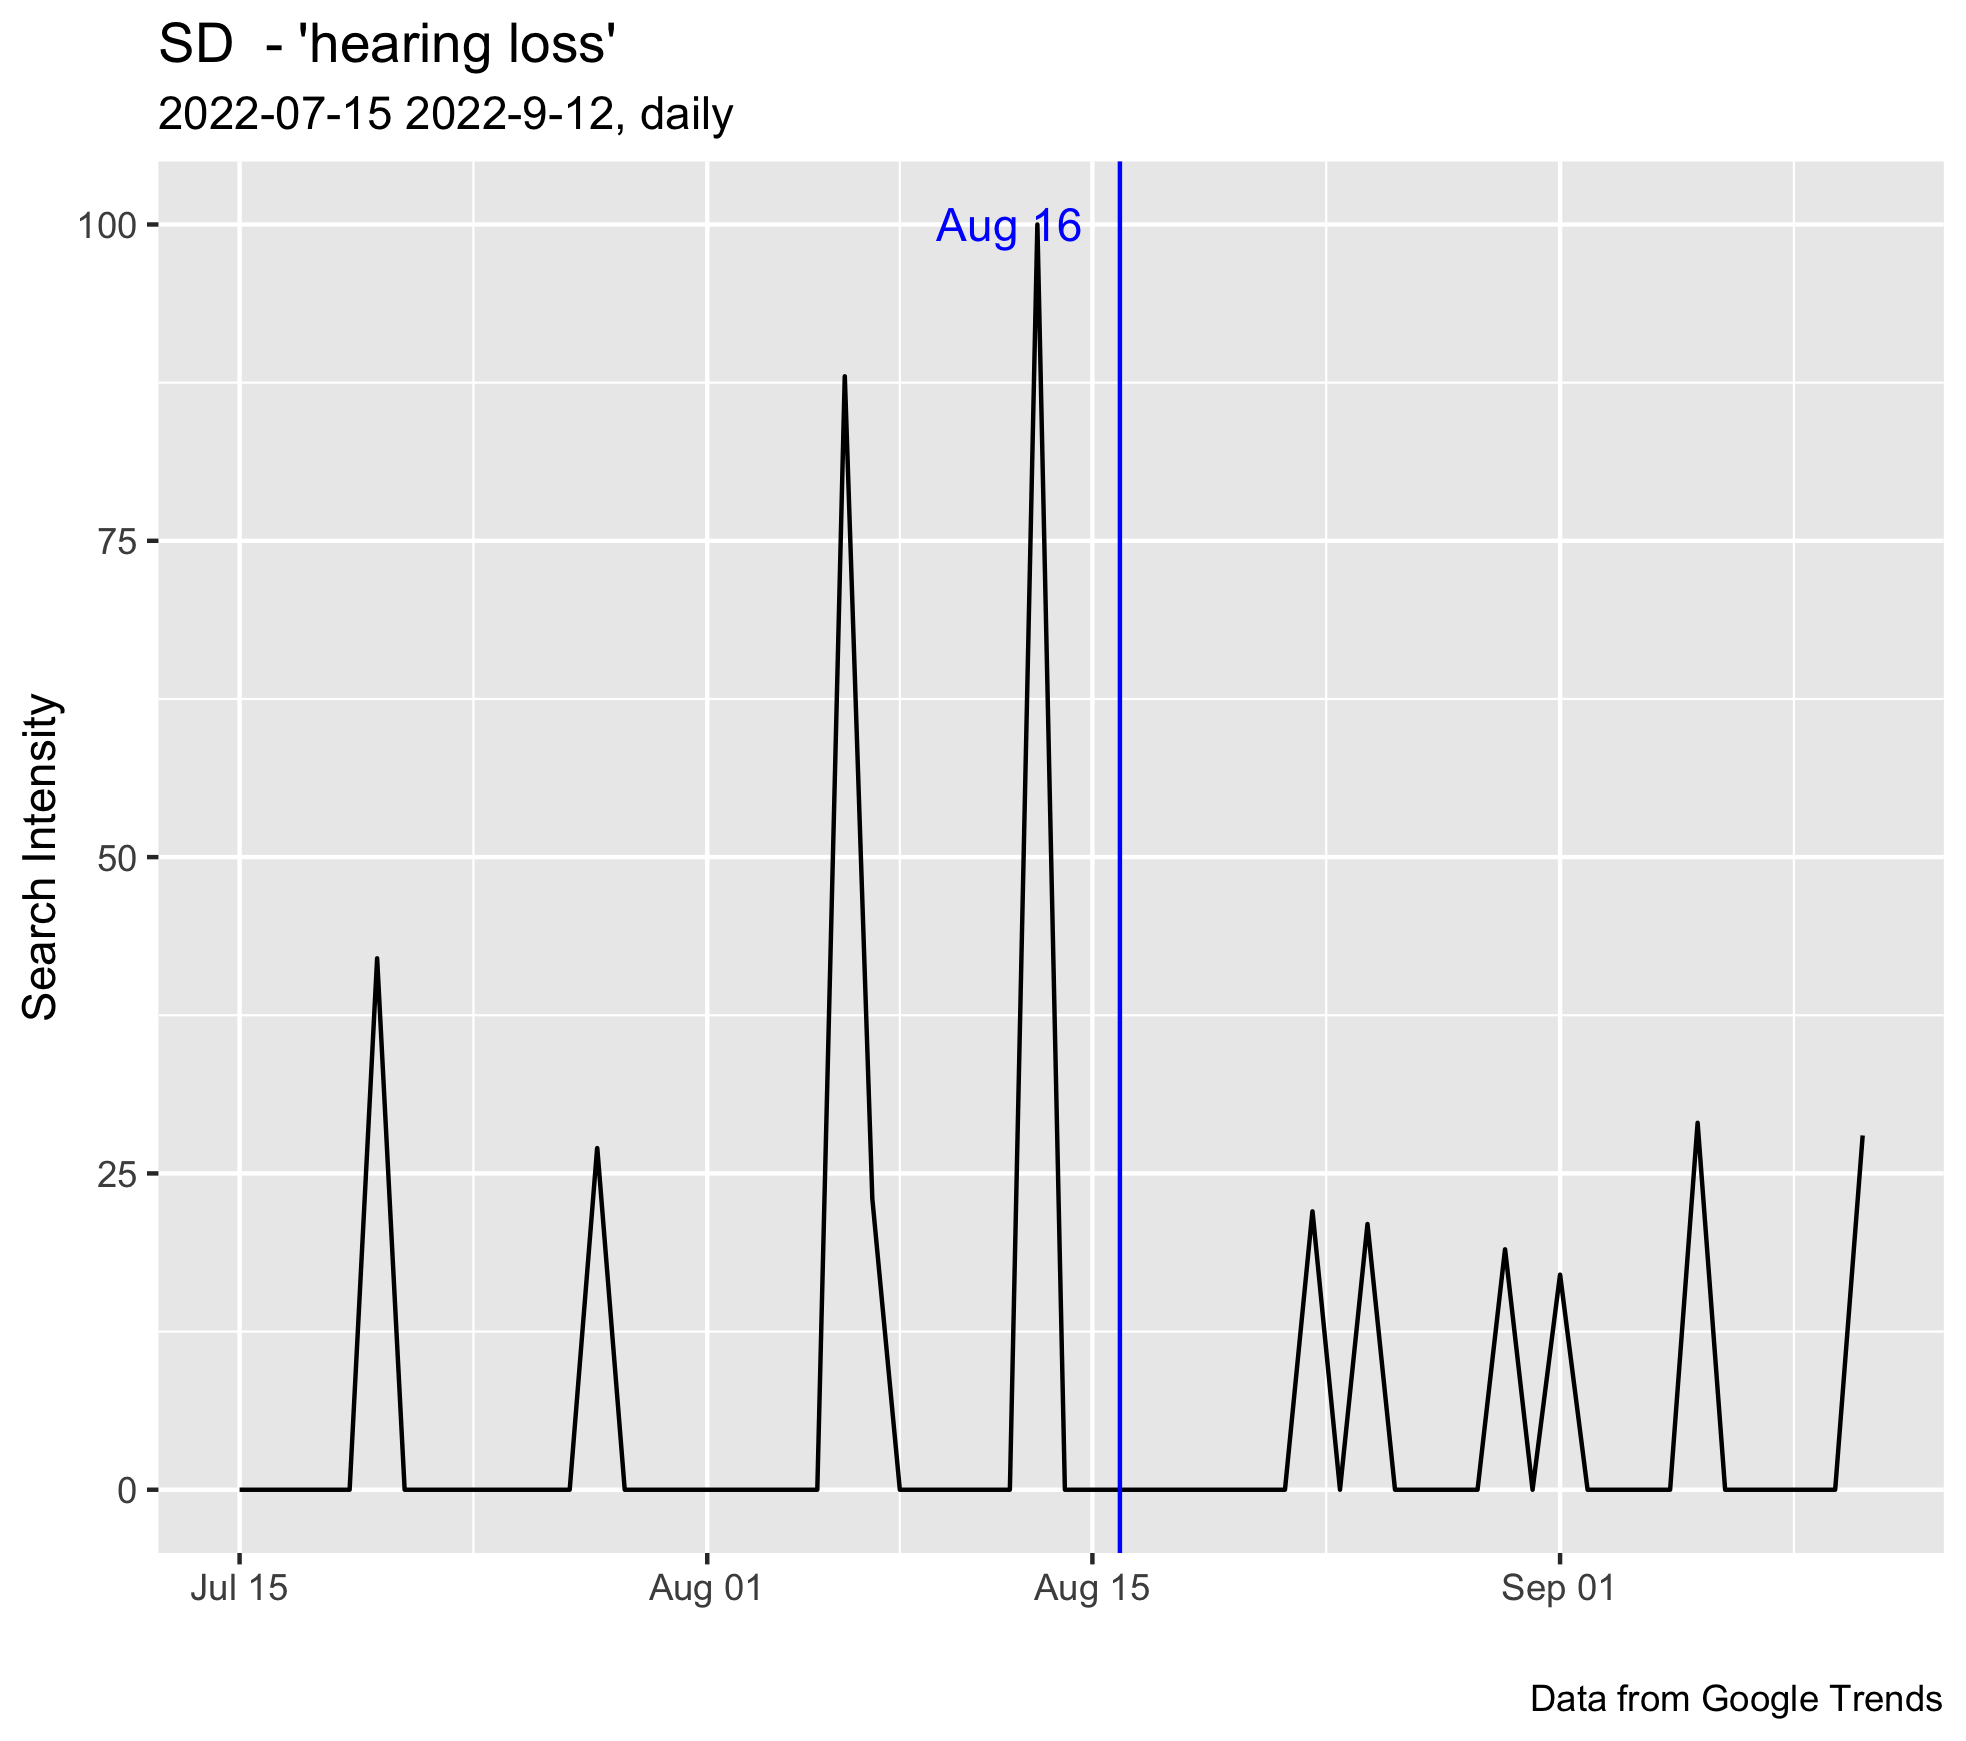 SD  - 'hearing loss'
2022-07-15 2022-9-12, daily
Aug 16
100
75
50
25
0
Search Intensity
Jul 15
Aug 01
Aug 15
Sep 01
Data from Google Trends